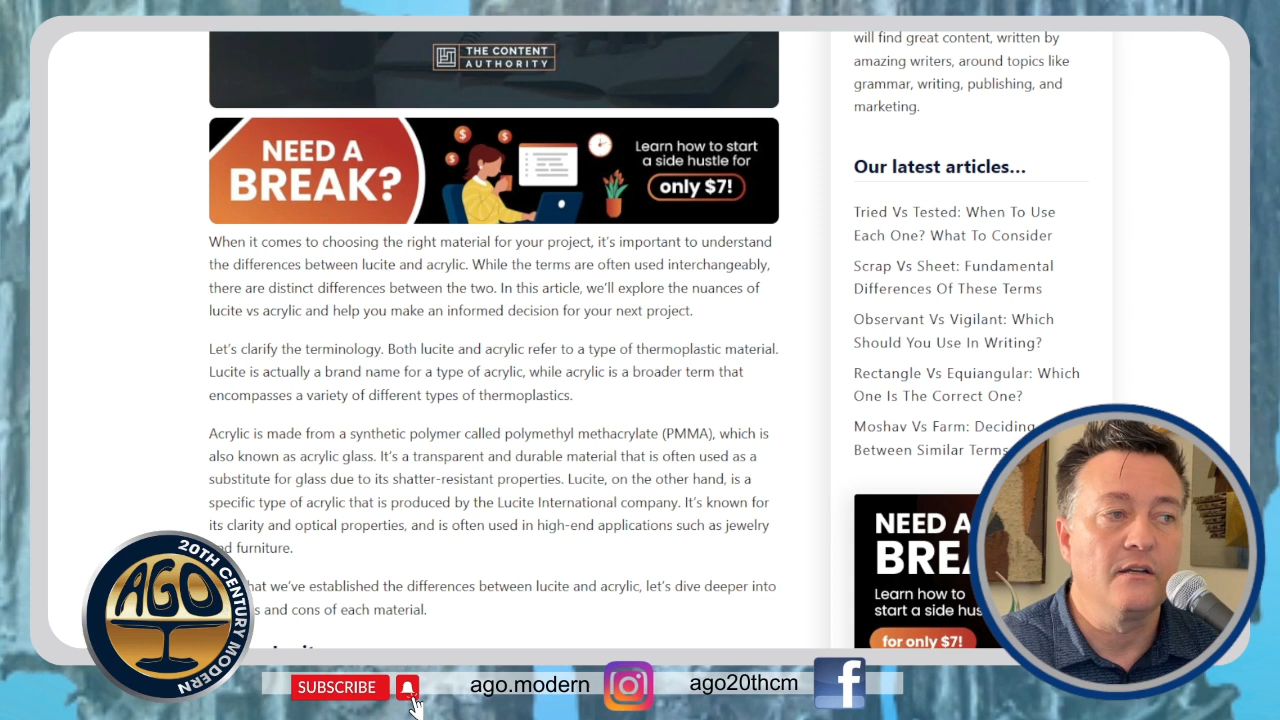 THE CONTENT
AUTHORITY
NEED A
BREAK?
Learn how to start
a side hustle for
only $7!
When it comes to choosing the right material for your project, it's important to understand
the differences between lucite and acrylic. While the terms are often used interchangeably,
there are distinct differences between the two. In this article, we'll explore the nuances of
lucite vs acrylic and help you make an informed decision for your next project.
Let's clarify the terminology. Both lucite and acrylic refer to a type of thermoplastic material.
Lucite is actually a brand name for a type of acrylic, while acrylic is a broader term that
encompasses a variety of different types of thermoplastics.
Acrylic is made from a synthetic polymer called polymethyl methacrylate (PMMA), which is
also known as acrylic glass. It's a transparent and durable material that is often used as a
substitute for glass due to its shatter-resistant properties. Lucite, on the other hand, is a
specific type of acrylic that is produced by the Lucite International company. It's known for
its clarity and optical properties, and is often used in high-end applications such as jewelry
furniture.
we've established the differences between lucite and acrylic, let's dive deeper into
and cons of each material.
will find great content, written by
amazing writers, around topics like
grammar, writing, publishing, and
marketing.
Our latest articles...
Tried Vs Tested: When To Use
Each One? What To Consider
Scrap Vs Sheet: Fundamental
Differences Of These Terms
Observant Vs Vigilant: Which
Should You Use In Writing?
Rectangle Vs Equiangular: Which
One Is The Correct One?
Moshav Vs Farm: Deciding
Between Similar Terms
NEED A
BRE
Learn how to
start a side hus
for only $7!
AGO
20TH CENTURY MODERN
SUBSCRIBE
ago.modern
ago20thcm
f